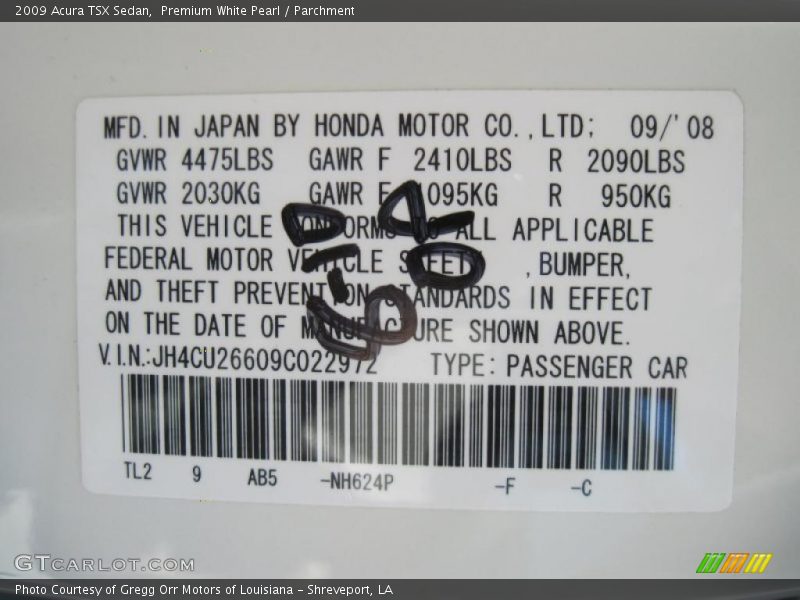 2009 Acura TSX Sedan,  Premium White Pearl / Parchment
MFD. IN JAPAN BY HONDA MOTOR CO., LTD; 09/'08
GVWR 4475LBS GAWR F 2410LBS R 2090LBS
GVWR 2030KG GAWR F 1095KG R 950KG
THIS VEHICLE CONFORMS TO ALL APPLICABLE
FEDERAL MOTOR VEHICLE SAFETY , BUMPER,
AND THEFT PREVENTION STANDARDS IN EFFECT
ON THE DATE OF MANUFACTURE SHOWN ABOVE.
V.I.N.:JH4CU26609C022972 TYPE: PASSENGER CAR
TL2 9 AB5 -NH624P -F -C
GTCARLOT.COM
Photo Courtesy of Gregg Orr Motors of Louisiana - Shreveport, LA